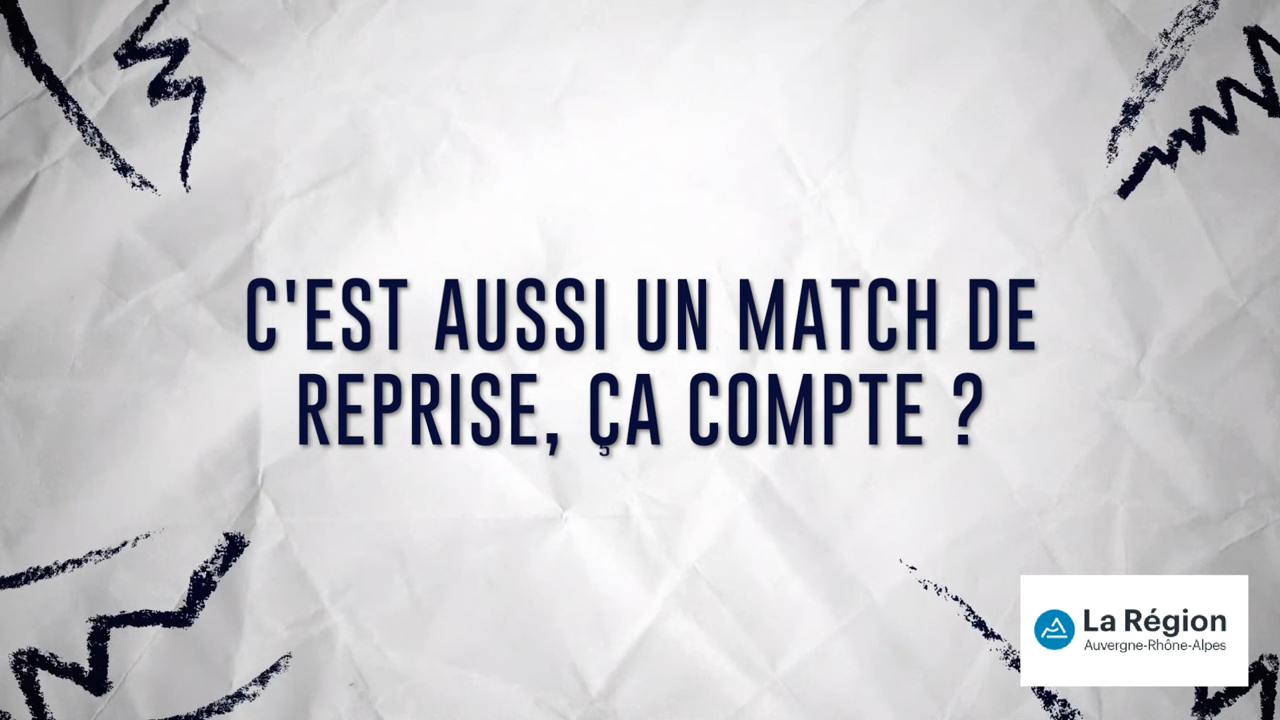 C'EST AUSSI UN MATCH DE
REPRISE, ÇA COMPTE ?
La Région
Auvergne-Rhône-Alpes